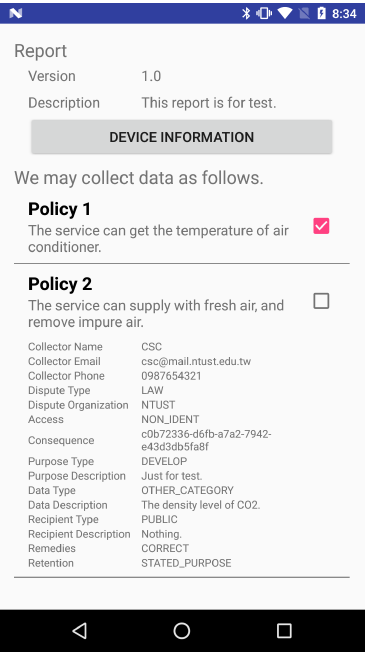 8:34
Report
Version 1.0
Description This report is for test.
DEVICE INFORMATION
We may collect data as follows.
Policy 1
The service can get the temperature of air
conditioner.
Policy 2
The service can supply with fresh air, and
remove impure air.
Collector Name CSC
Collector Email csc@mail.ntust.edu.tw
Collector Phone 0987654321
Dispute Type LAW
Dispute Organization NTUST
Access NON_IDENT
Consequence c0b72336-d6fb-a7a2-7942-
e43d3db5fa8f
Purpose Type DEVELOP
Purpose Description Just for test.
Data Type OTHER_CATEGORY
Data Description The density level of CO2.
Recipient Type PUBLIC
Recipient Description Nothing.
Remedies CORRECT
Retention STATED_PURPOSE